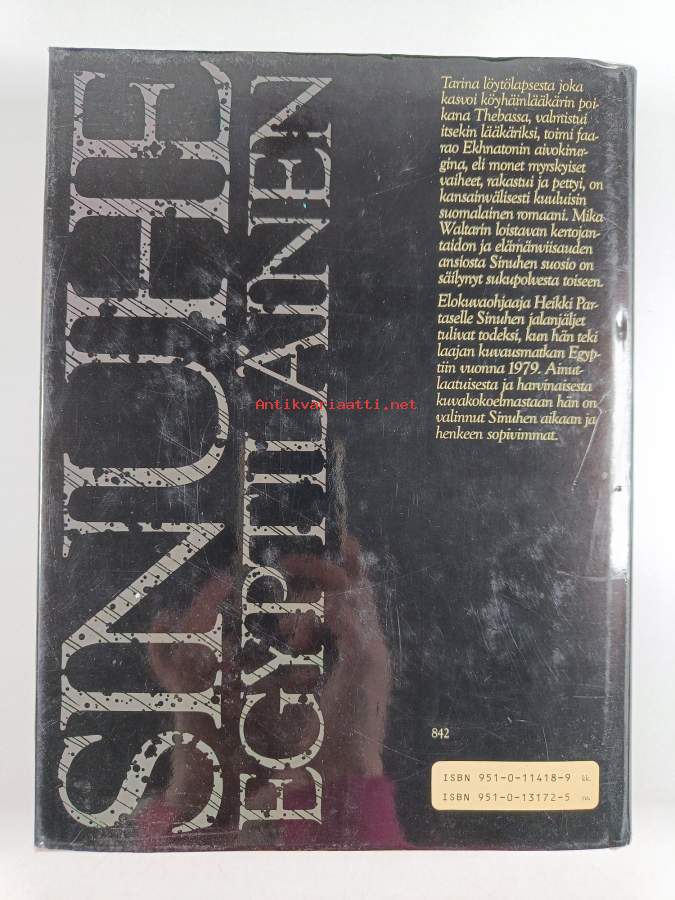 SINUHE
EGYPTILÄINEN
Tarina löytölapsesta joka
kasvoi köyhäinlääkärin poi-
kana Thebassa, valmistui
itsekin lääkäriksi, toimi faa-
rao Ekhnatonin aivokirur-
gina, eli monet myrskyiset
vaiheet, rakastui ja pettyi, on
kansainvälisesti kuuluisin
suomalainen romaani. Mika
Waltarin loistavan kertojan-
taidon ja elämänviisauden
ansiosta Sinuhen suosio on
säilynyt sukupolvesta toiseen.
Elokuvaohjaaja Heikki Par-
taselle Sinuhen jalanjäljet
tulivat todeksi, kun hän teki
laajan kuvausmatkan Egyp-
tiin vuonna 1979. Ainut-
laatuisesta ja harvinaisesta
kuvakokoelmastaan hän on
valinnut Sinuhen aikaan ja
henkeen sopivimmat.
Antikvariaatti.net
842
ISBN 951-0-11418-9 kk.
ISBN 951-0-13172-5